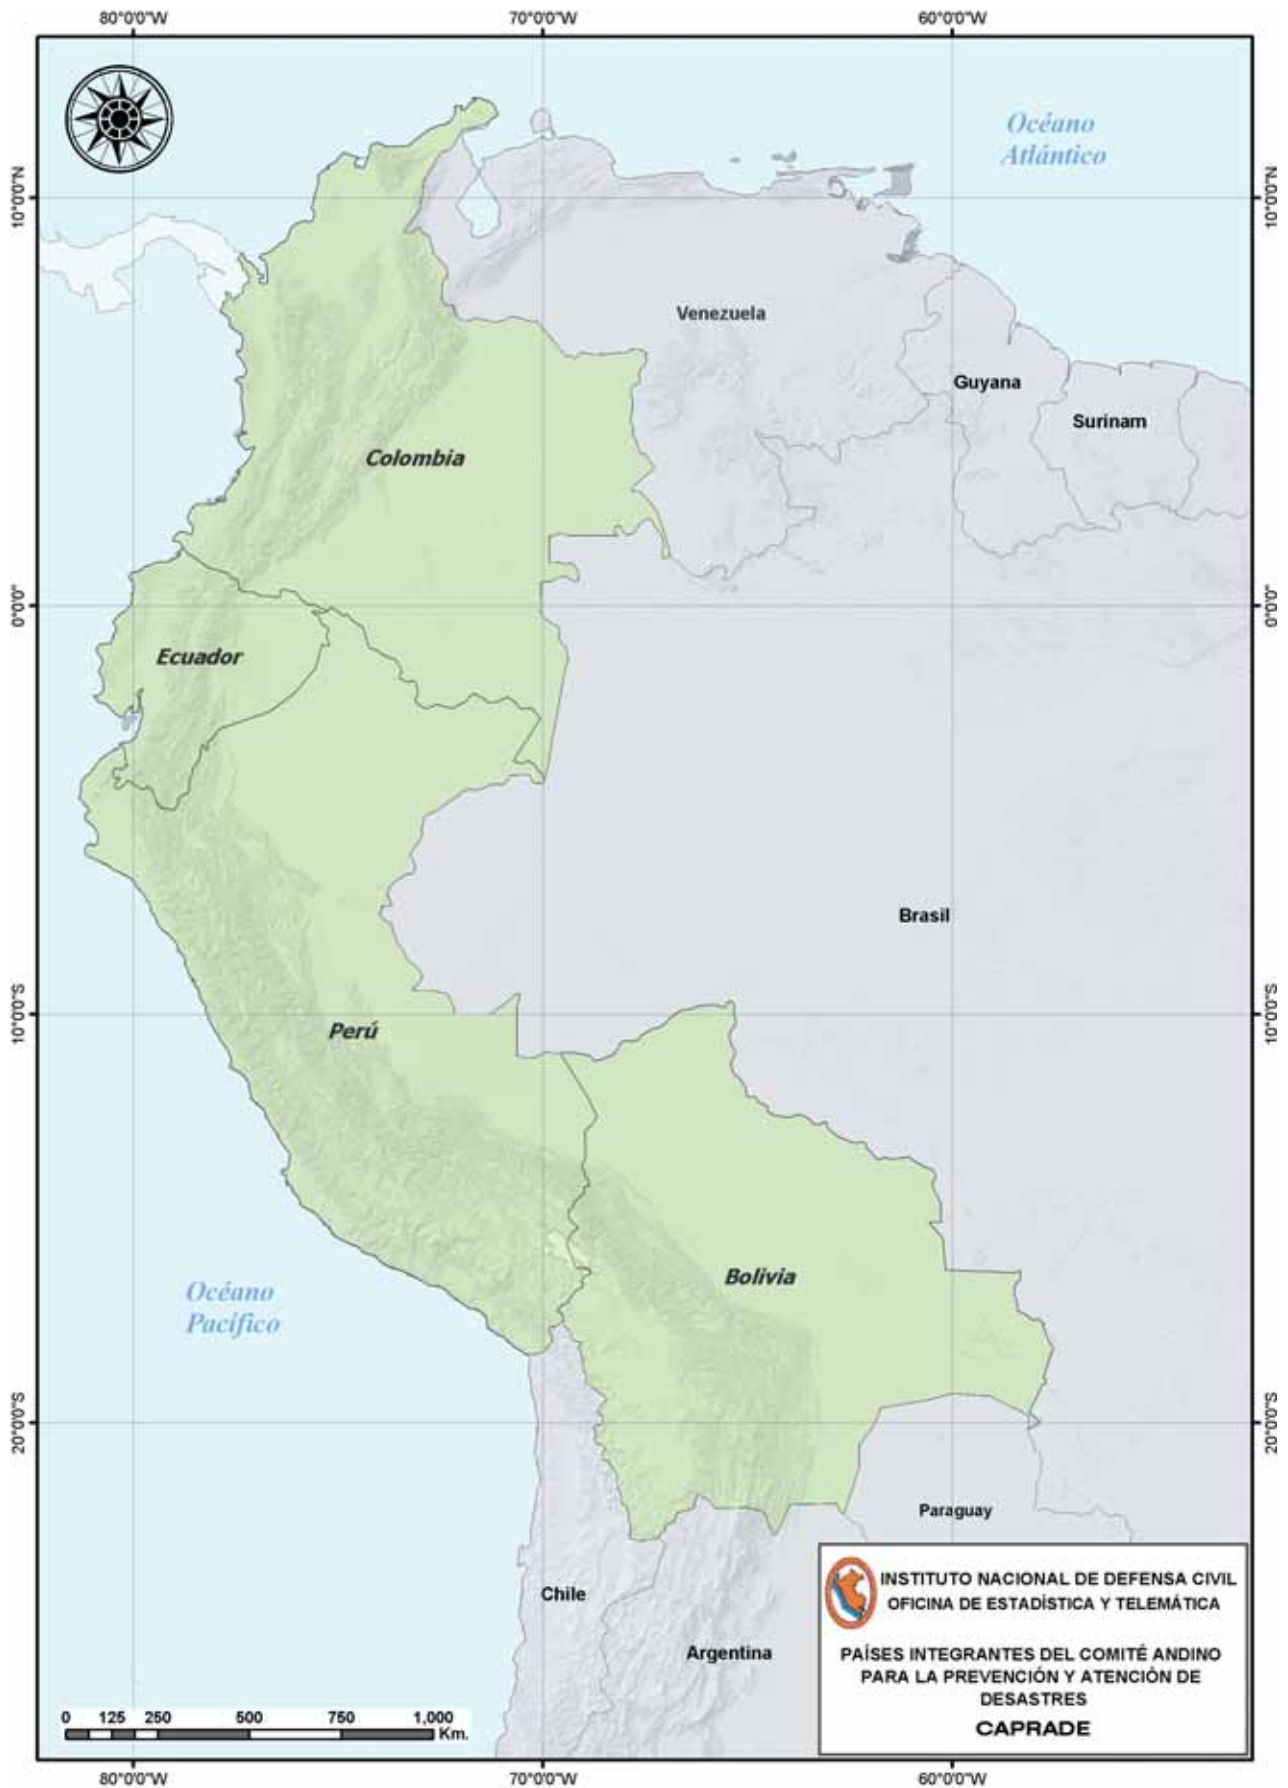 80°0'0"W
70°0'0"W
60°0'0"W
Océano
Atlántico
10°0'0"N
10°0'0"N
Venezuela
Guyana
Surinam
Colombia
0°0'0"
0°0'0"
Ecuador
Brasil
10°0'0"S
10°0'0"S
Perú
Bolivia
Océano
Pacífico
20°0'0"S
20°0'0"S
Paraguay
Chile
Argentina
INSTITUTO NACIONAL DE DEFENSA CIVIL
OFICINA DE ESTADÍSTICA Y TELEMÁTICA
PAÍSES INTEGRANTES DEL COMITÉ ANDINO
PARA LA PREVENCIÓN Y ATENCIÓN DE
DESASTRES
CAPRADE
0 125 250 500 750 1,000
Km.
80°0'0"W
70°0'0"W
60°0'0"W